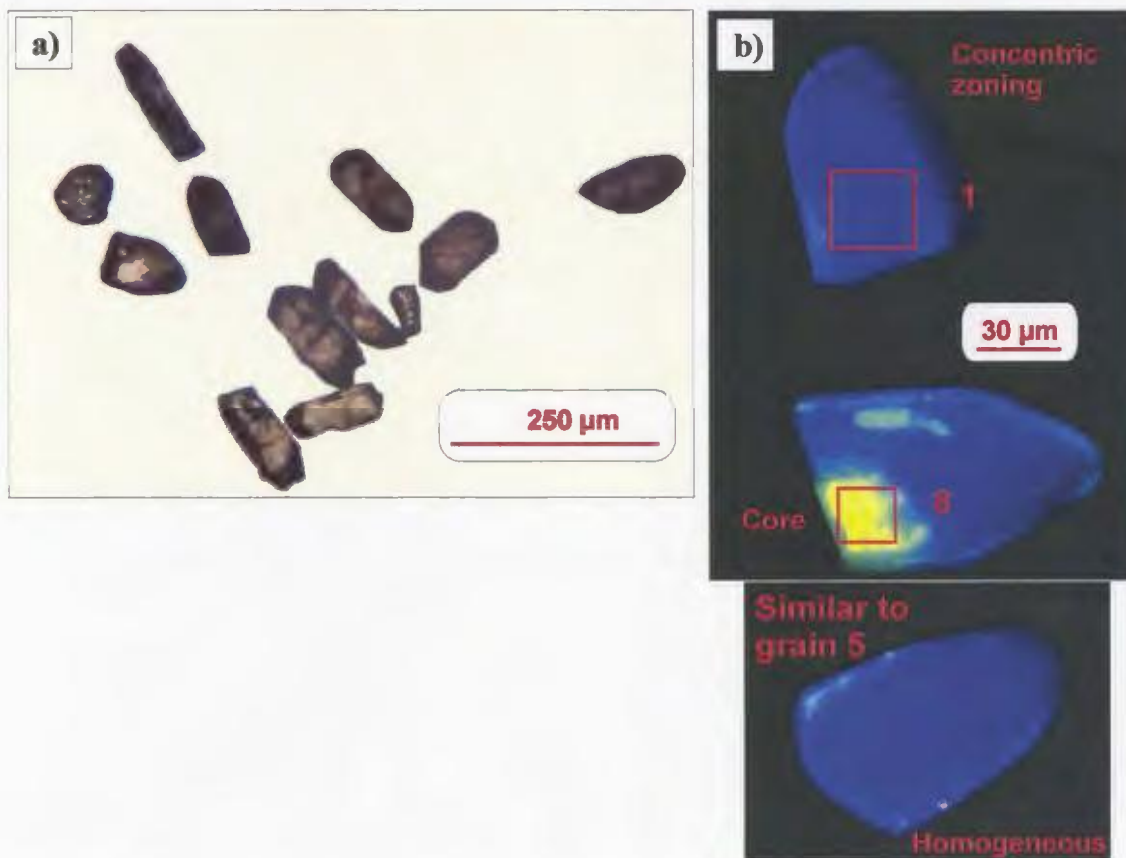 a)
250 µm
b)
Concentric
zoning
1
30 µm
Core
8
Similar to
grain 5
Homogeneous